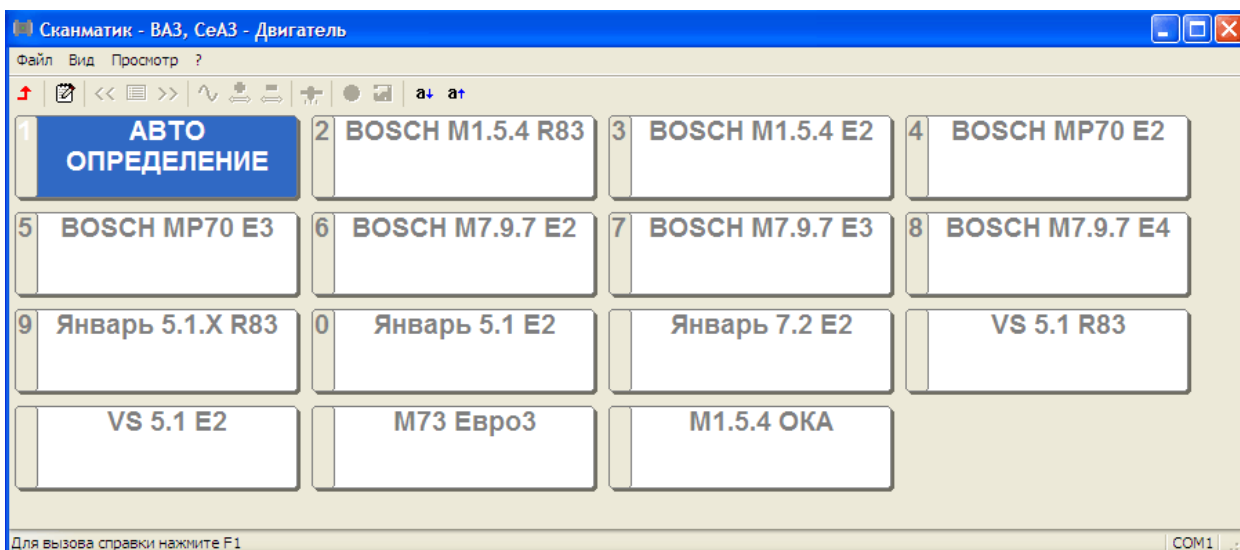 Сканматик - ВАЗ, СеАЗ - Двигатель
Файл Вид Просмотр ?
<< >> a↓ a↑
1 АВТО ОПРЕДЕЛЕНИЕ
2 BOSCH M1.5.4 R83
3 BOSCH M1.5.4 E2
4 BOSCH MP70 E2
5 BOSCH MP70 E3
6 BOSCH M7.9.7 E2
7 BOSCH M7.9.7 E3
8 BOSCH M7.9.7 E4
9 Январь 5.1.X R83
0 Январь 5.1 E2
Январь 7.2 E2
VS 5.1 R83
VS 5.1 E2
M73 Евро3
M1.5.4 ОКА
Для вызова справки нажмите F1
COM1